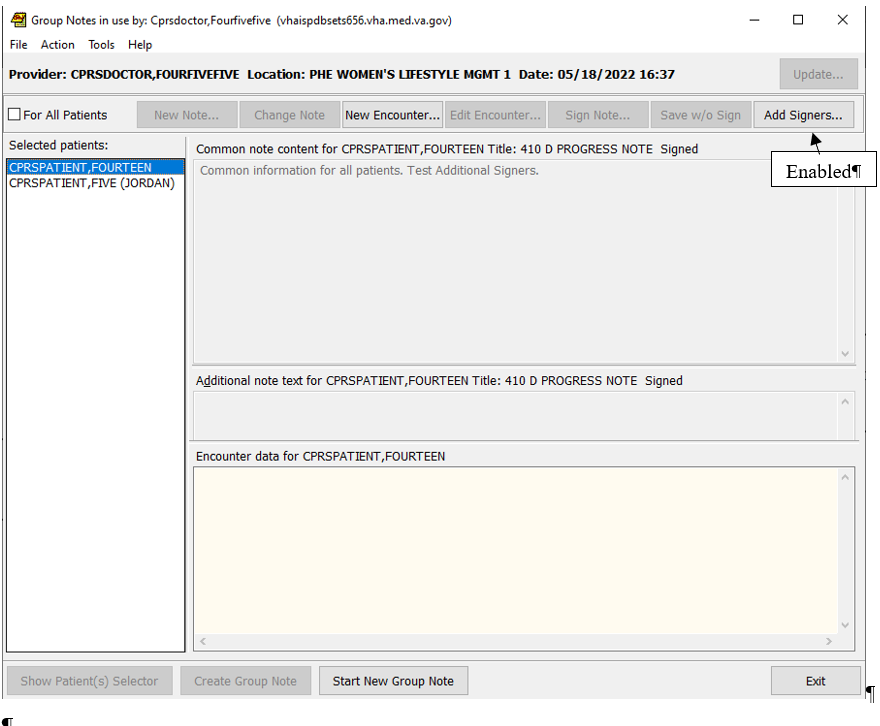 Group Notes in use by: Cprsdoctor,Fourfivefive (vhaispdbsets656.vha.med.va.gov)
File Action Tools Help
Provider: CPRSDOCTOR,FOURFIVEFIVE Location: PHE WOMEN'S LIFESTYLE MGMT 1 Date: 05/18/2022 16:37
Update...
For All Patients
New Note...
Change Note
New Encounter...
Edit Encounter...
Sign Note...
Save w/o Sign
Add Signers...
Enabled¶
Selected patients:
CPRSPATIENT,FOURTEEN
CPRSPATIENT,FIVE (JORDAN)
Common note content for CPRSPATIENT,FOURTEEN Title: 410 D PROGRESS NOTE Signed
Common information for all patients. Test Additional Signers.
Additional note text for CPRSPATIENT,FOURTEEN Title: 410 D PROGRESS NOTE Signed
Encounter data for CPRSPATIENT,FOURTEEN
Show Patient(s) Selector
Create Group Note
Start New Group Note
Exit
¶
¶